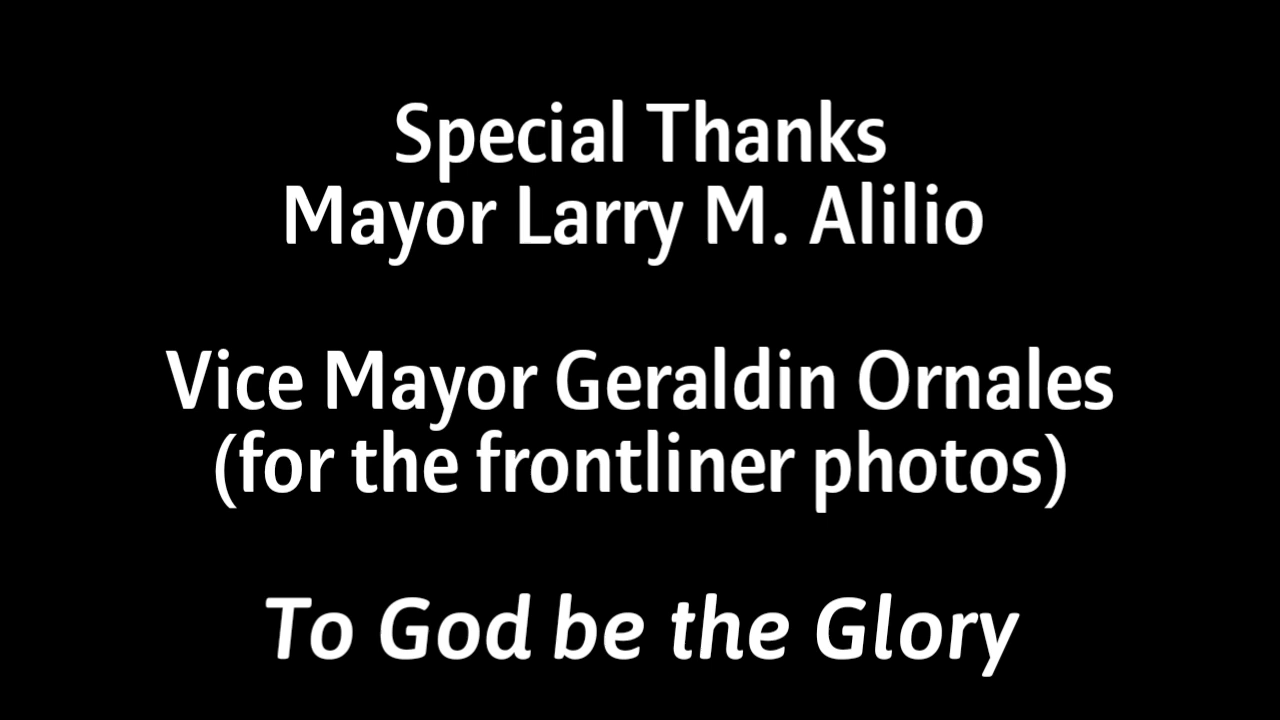 Special Thanks
Mayor Larry M. Alilio
Vice Mayor Geraldin Ornales
(for the frontliner photos)
To God be the Glory